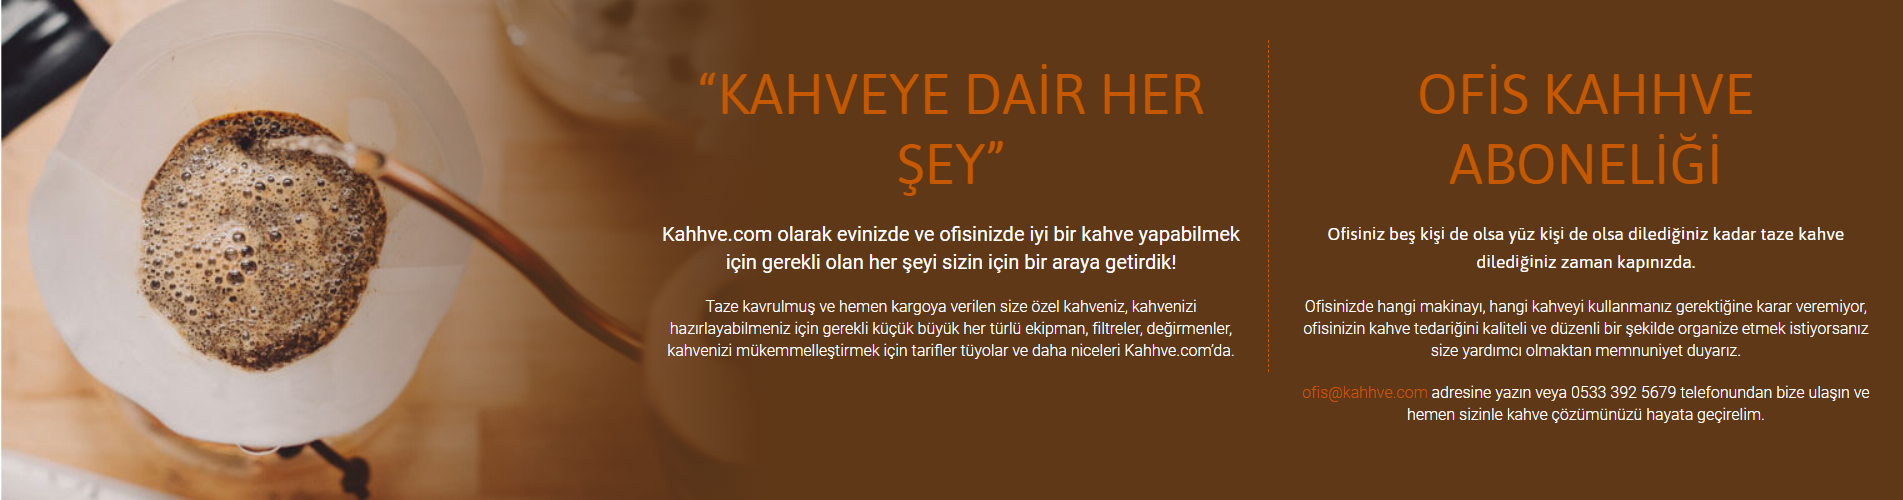 “KAHVEYE DAİR HER
ŞEY”
Kahhve.com olarak evinizde ve ofisinizde iyi bir kahve yapabilmek
için gerekli olan her şeyi sizin için bir araya getirdik!
Taze kavrulmuş ve hemen kargoya verilen size özel kahveniz, kahvenizi
hazırlayabilmeniz için gerekli küçük büyük her türlü ekipman, filtreler, değirmenler,
kahvenizi mükemmelleştirmek için tarifler tüyolar ve daha niceleri Kahhve.com’da.
OFİS KAHHVE
ABONELİĞİ
Ofisiniz beş kişi de olsa yüz kişi de olsa dilediğiniz kadar taze kahve
dilediğiniz zaman kapınızda.
Ofisinizde hangi makinayı, hangi kahveyi kullanmanız gerektiğine karar veremiyor,
ofisinizin kahve tedariğini kaliteli ve düzenli bir şekilde organize etmek istiyorsanız
size yardımcı olmaktan memnuniyet duyarız.
ofis@kahhve.com adresine yazın veya 0533 392 5679 telefonundan bize ulaşın ve
hemen sizinle kahve çözümünüzü hayata geçirelim.